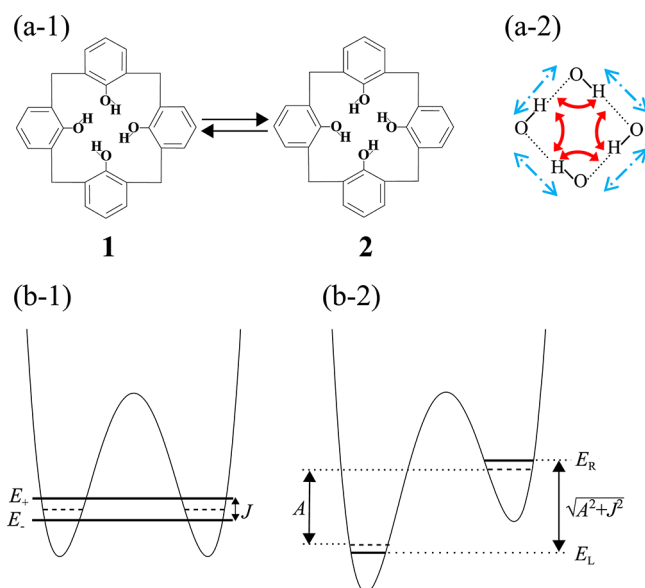 (a-1)
(a-2)
O H
O H
O H
O H
1
O H
O H
O H
O H
2
O
H H
O O
H H
O
(b-1)
(b-2)
E+
E-
J
A
ER
√A²+J²
EL